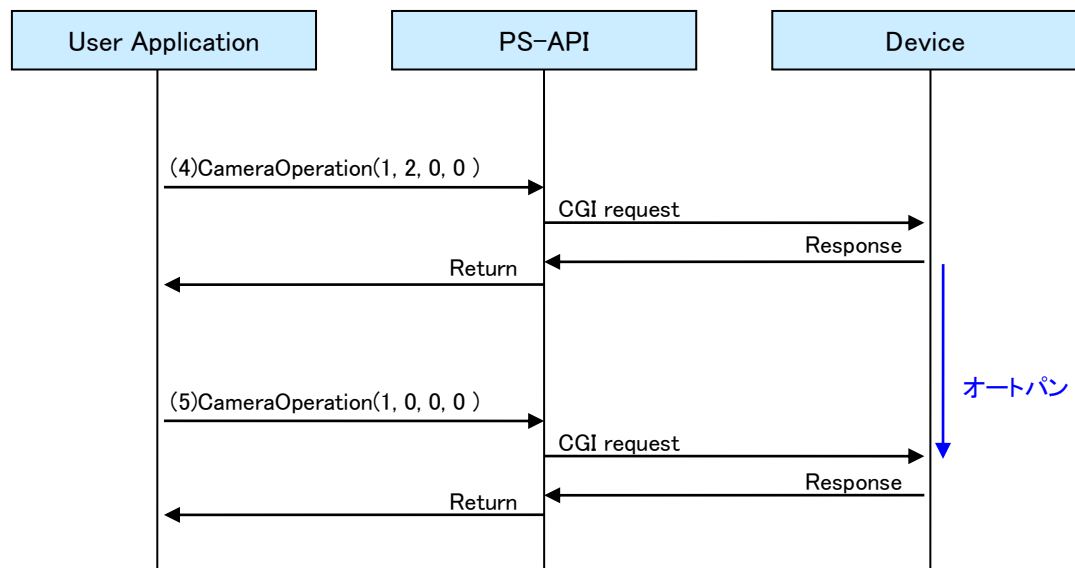 User Application
PS-API
Device
(4)CameraOperation(1, 2, 0, 0 )
CGI request
Response
Return
オートパン
(5)CameraOperation(1, 0, 0, 0 )
CGI request
Response
Return